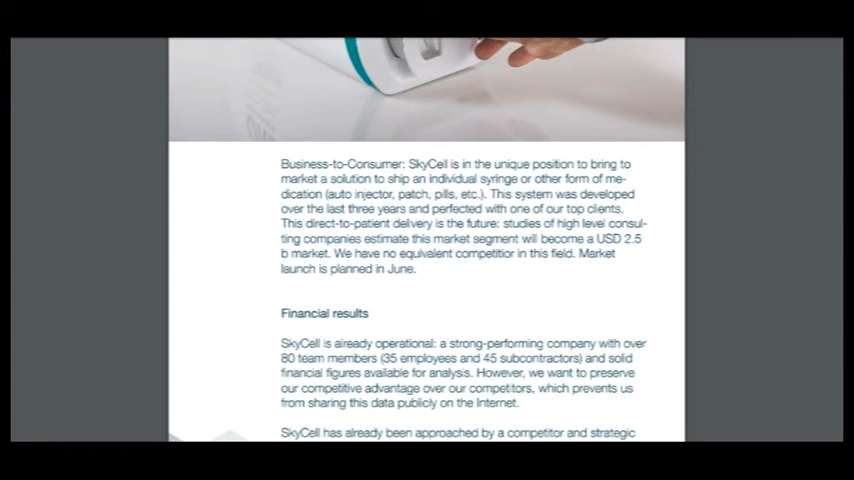 Business-to-Consumer: SkyCell is in the unique position to bring to
market a solution to ship an individual syringe or other form of me-
dication (auto injector, patch, pills, etc.). This system was developed
over the last three years and perfected with one of our top clients.
This direct-to-patient delivery is the future: studies of high level consul-
ting companies estimate this market segment will become a USD 2.5
b market. We have no equivalent competitior in this field. Market
launch is planned in June.
Financial results
SkyCell is already operational: a strong-performing company with over
80 team members (35 employees and 45 subcontractors) and solid
financial figures available for analysis. However, we want to preserve
our competitive advantage over our competitors, which prevents us
from sharing this data publicly on the Internet.
SkyCell has already been approached by a competitor and strategic